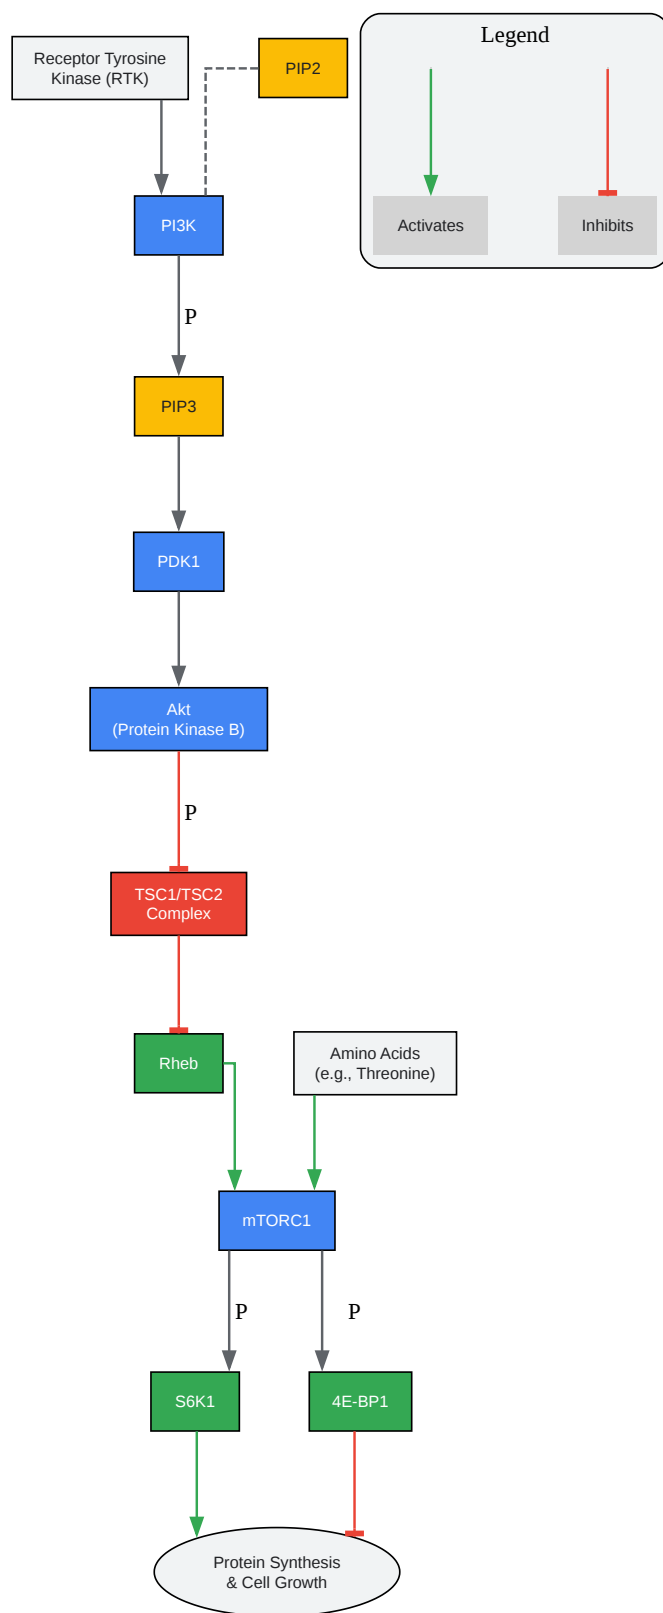 Receptor Tyrosine
Kinase (RTK)
PIP2
Legend
Activates
Inhibits
PI3K
P
PIP3
PDK1
Akt
(Protein Kinase B)
P
TSC1/TSC2
Complex
Rheb
Amino Acids
(e.g., Threonine)
mTORC1
P
P
S6K1
4E-BP1
Protein Synthesis
& Cell Growth